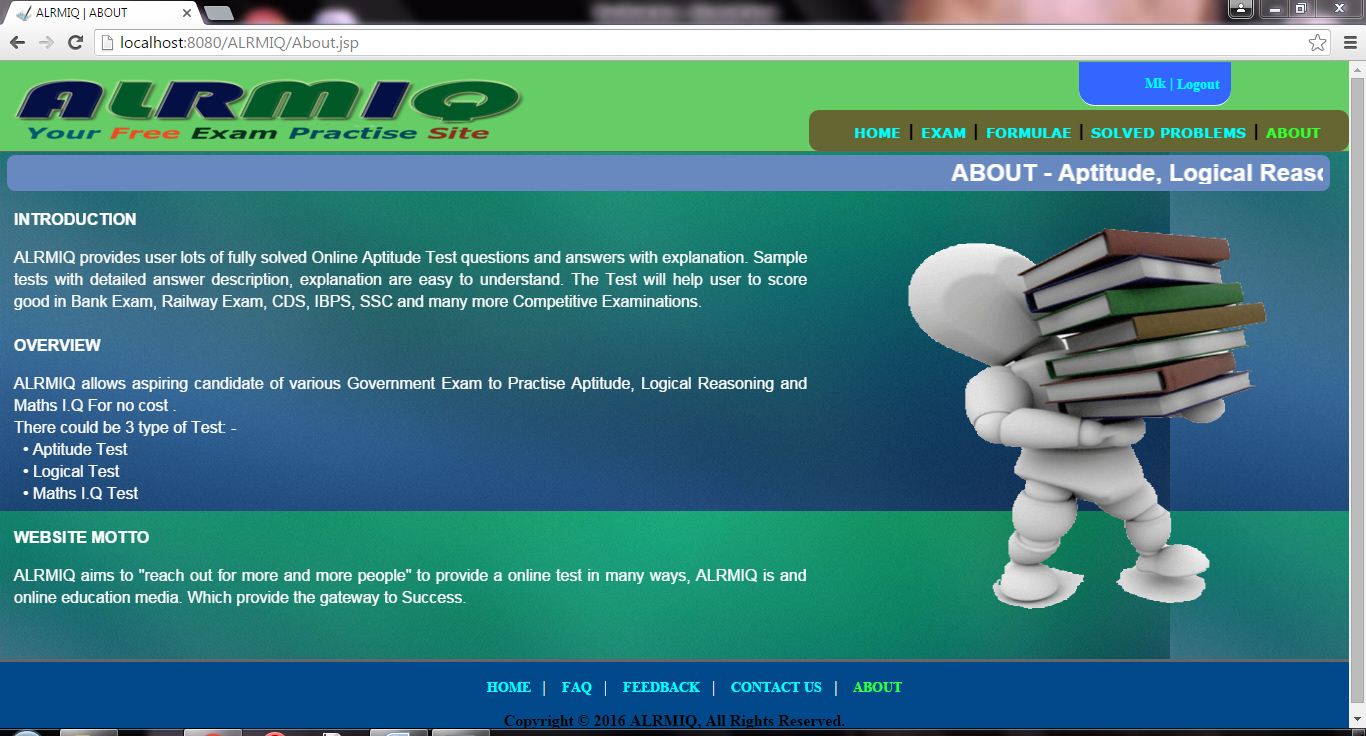 ALRMIQ | ABOUT
localhost:8080/ALRMIQ/About.jsp
ALRMIQ
Your Free Exam Practise Site
Mk | Logout
HOME | EXAM | FORMULAE | SOLVED PROBLEMS | ABOUT
ABOUT - Aptitude, Logical Reaso
INTRODUCTION
ALRMIQ provides user lots of fully solved Online Aptitude Test questions and answers with explanation. Sample
tests with detailed answer description, explanation are easy to understand. The Test will help user to score
good in Bank Exam, Railway Exam, CDS, IBPS, SSC and many more Competitive Examinations.
OVERVIEW
ALRMIQ allows aspiring candidate of various Government Exam to Practise Aptitude, Logical Reasoning and
Maths I.Q For no cost .
There could be 3 type of Test: -
• Aptitude Test
• Logical Test
• Maths I.Q Test
WEBSITE MOTTO
ALRMIQ aims to "reach out for more and more people" to provide a online test in many ways, ALRMIQ is and
online education media. Which provide the gateway to Success.
HOME | FAQ | FEEDBACK | CONTACT US | ABOUT
Copyright © 2016 ALRMIQ, All Rights Reserved.